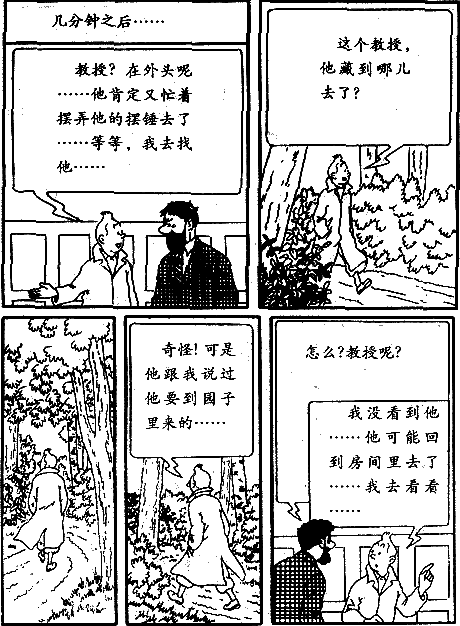 几分钟之后……
教授？在外头呢
……他肯定又忙着
摆弄他的摆锤去了
……等等，我去找
他……
这个教授，
他藏到哪儿
去了？
奇怪！可是
他跟我说过
他要到园子
里来的……
怎么？教授呢？
我没看到他
……他可能回
到房间里去了
……我去看看
……